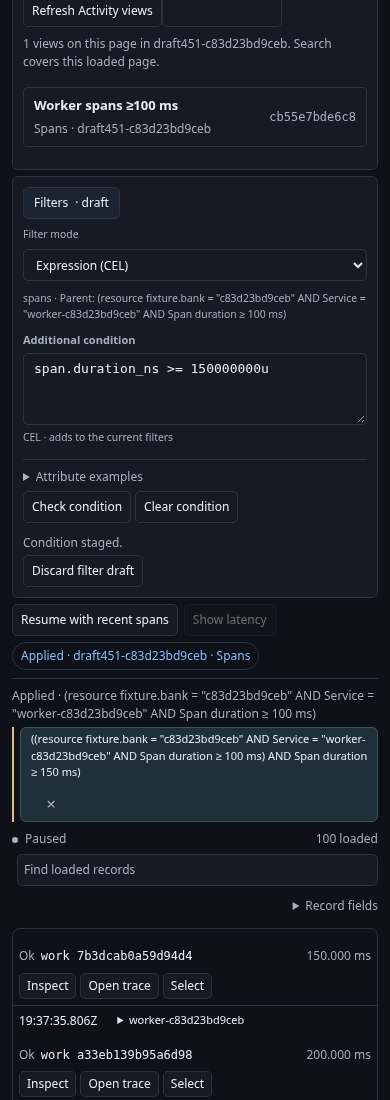 Refresh Activity views
1 views on this page in draft451-c83d23bd9ceb. Search
covers this loaded page.
Worker spans ≥100 ms
Spans · draft451-c83d23bd9ceb
cb55e7bde6c8
Filters · draft
Filter mode
Expression (CEL)
spans · Parent: (resource fixture.bank = "c83d23bd9ceb" AND Service =
"worker-c83d23bd9ceb" AND Span duration ≥ 100 ms)
Additional condition
span.duration_ns >= 150000000u
CEL · adds to the current filters
▶ Attribute examples
Check condition
Clear condition
Condition staged.
Discard filter draft
Resume with recent spans
Show latency
Applied · draft451-c83d23bd9ceb · Spans
Applied · (resource fixture.bank = "c83d23bd9ceb" AND Service =
"worker-c83d23bd9ceb" AND Span duration ≥ 100 ms)
((resource fixture.bank = "c83d23bd9ceb" AND Service = "worker-
c83d23bd9ceb" AND Span duration ≥ 100 ms) AND Span duration
≥ 150 ms)
×
Paused
100 loaded
Find loaded records
▶ Record fields
Ok work 7b3dcab0a59d94d4
150.000 ms
Inspect
Open trace
Select
19:37:35.806Z
▶ worker-c83d23bd9ceb
Ok work a33eb139b95a6d98
200.000 ms
Inspect
Open trace
Select